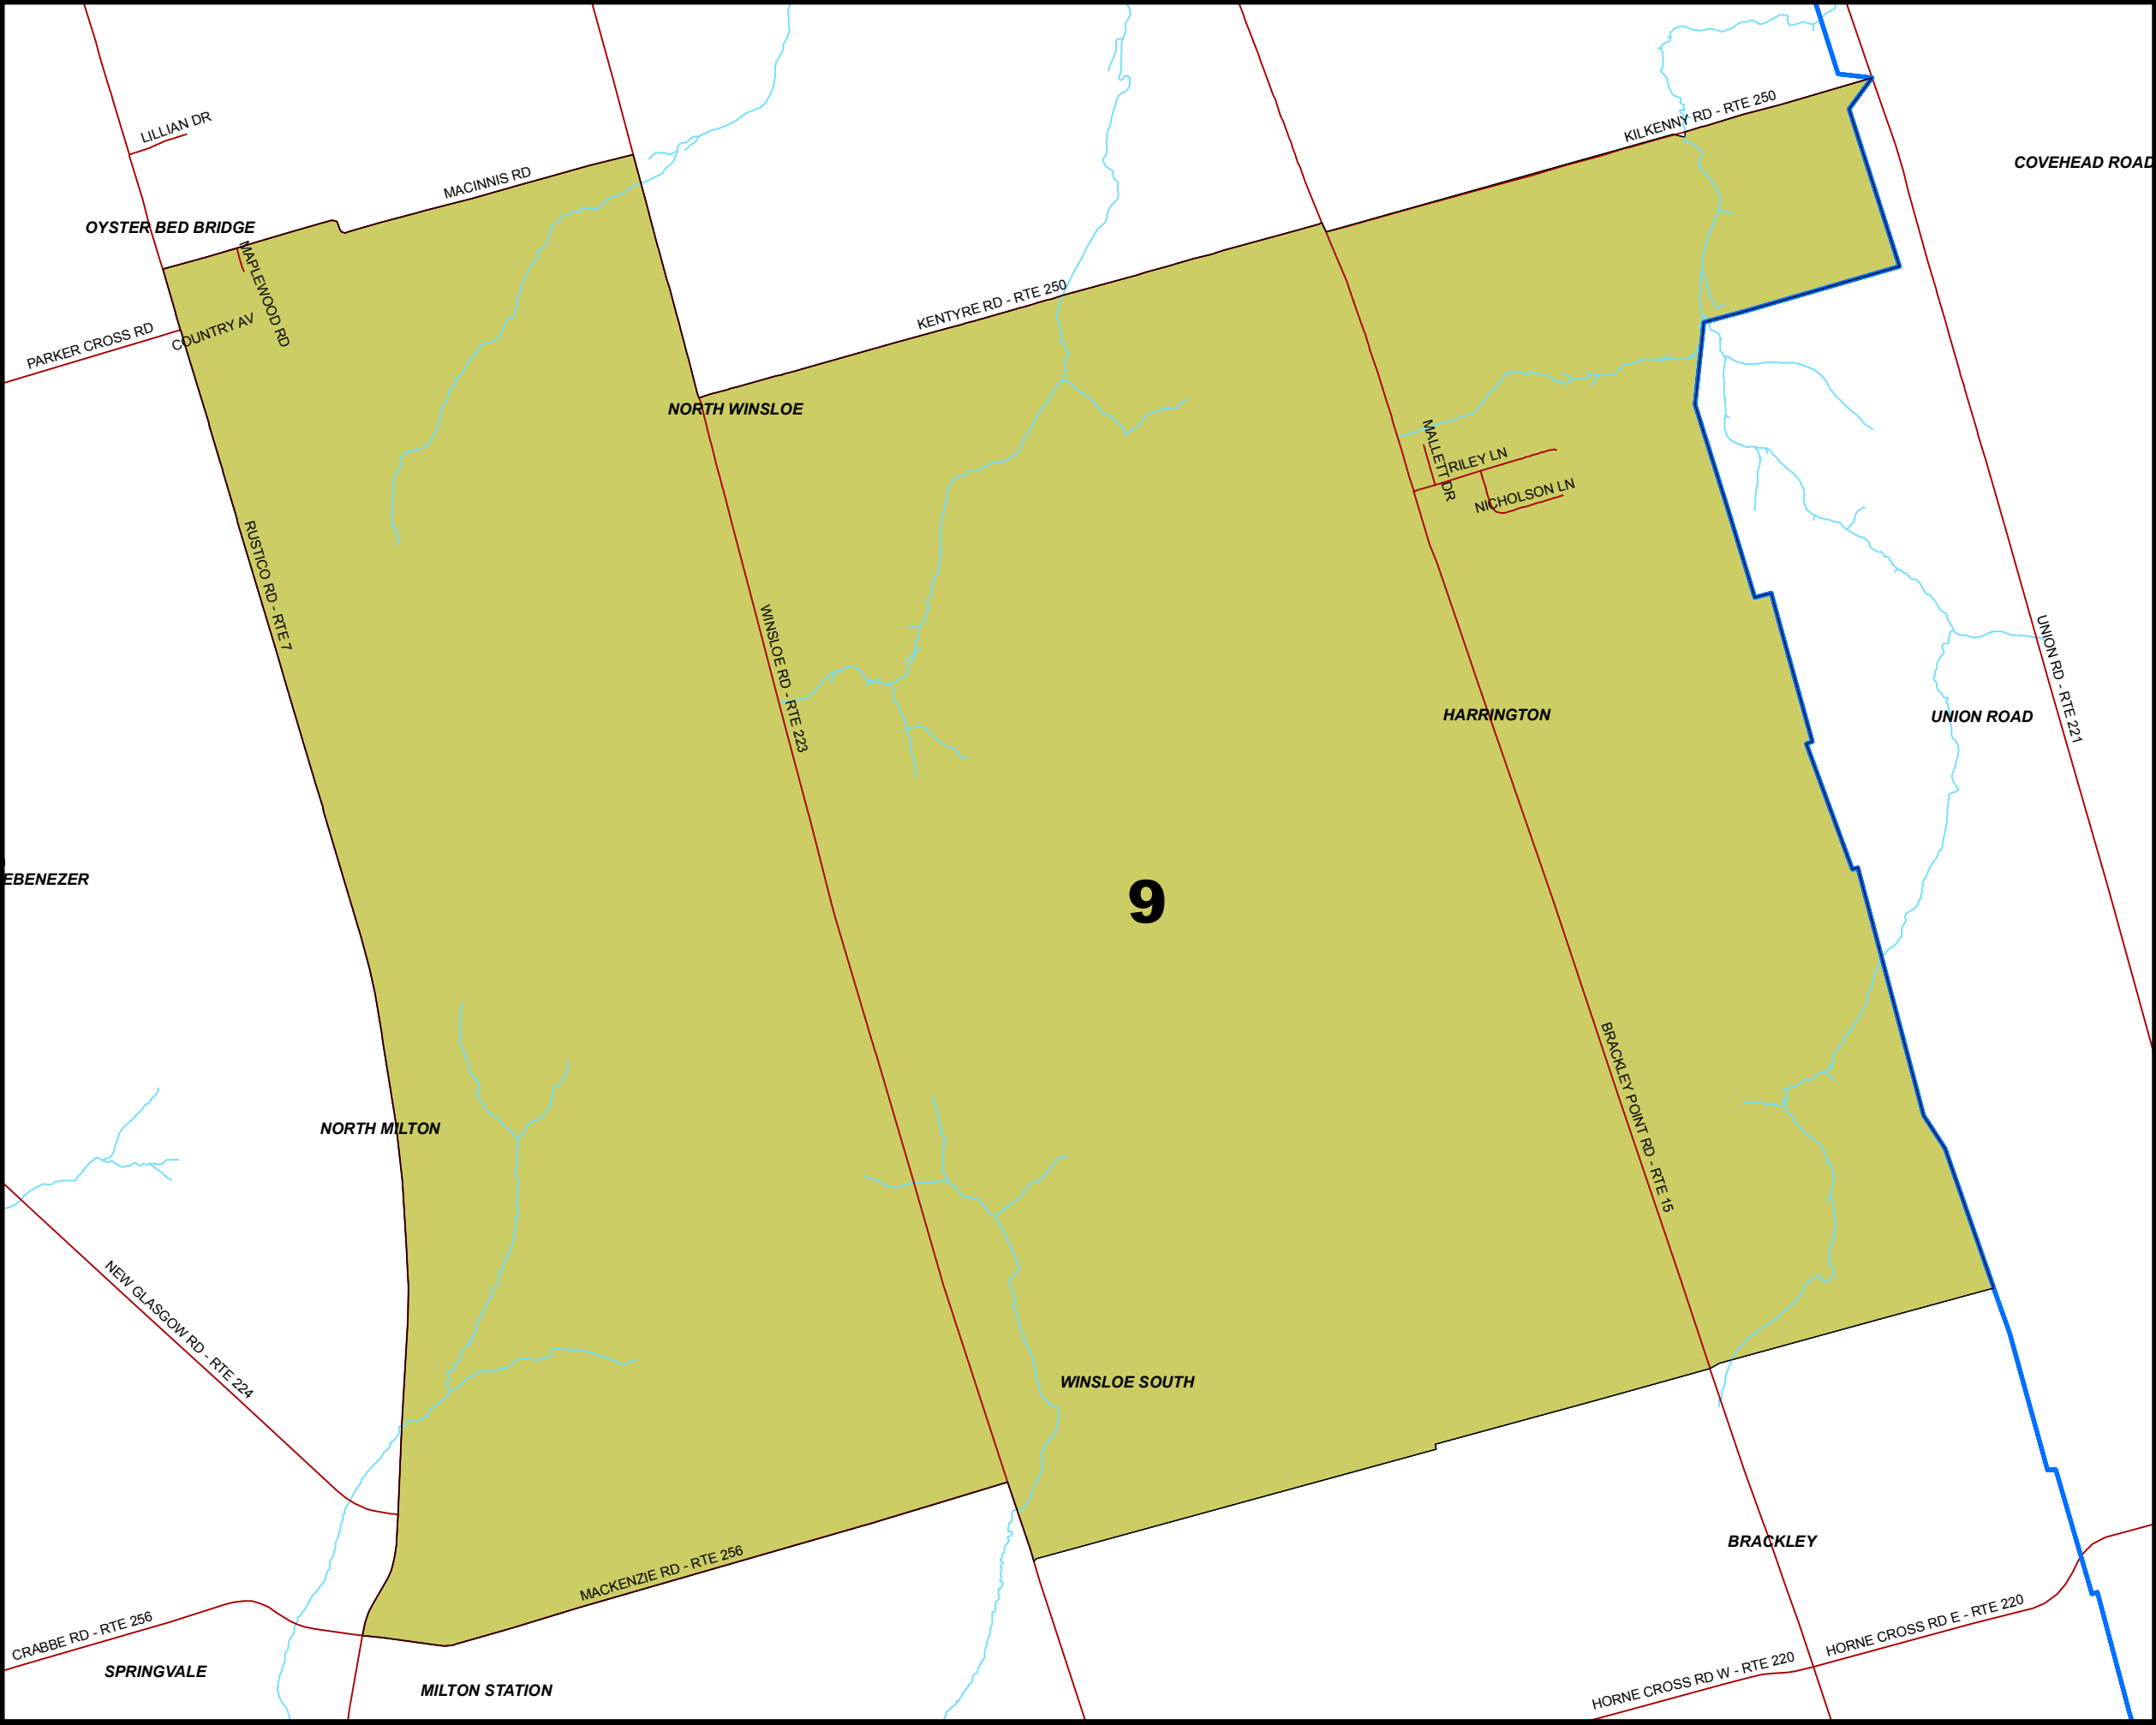 LILLIAN DR
KILKENNY RD - RTE 250
COVEHEAD ROAD
MACINNIS RD
OYSTER BED BRIDGE
MAPLEWOOD RD
COUNTRY AV
PARKER CROSS RD
KENTYRE RD - RTE 250
NORTH WINSLOE
MALLETT DR
RILEY LN
NICHOLSON LN
RUSTICO RD - RTE 7
WINSLOE RD - RTE 223
UNION RD - RTE 221
HARRINGTON
UNION ROAD
EBENEZER
9
BRACKLEY POINT RD - RTE 15
NORTH MILTON
NEW GLASGOW RD - RTE 224
WINSLOE SOUTH
BRACKLEY
MACKENZIE RD - RTE 256
CRABBE RD - RTE 256
HORNE CROSS RD E - RTE 220
SPRINGVALE
MILTON STATION
HORNE CROSS RD W - RTE 220